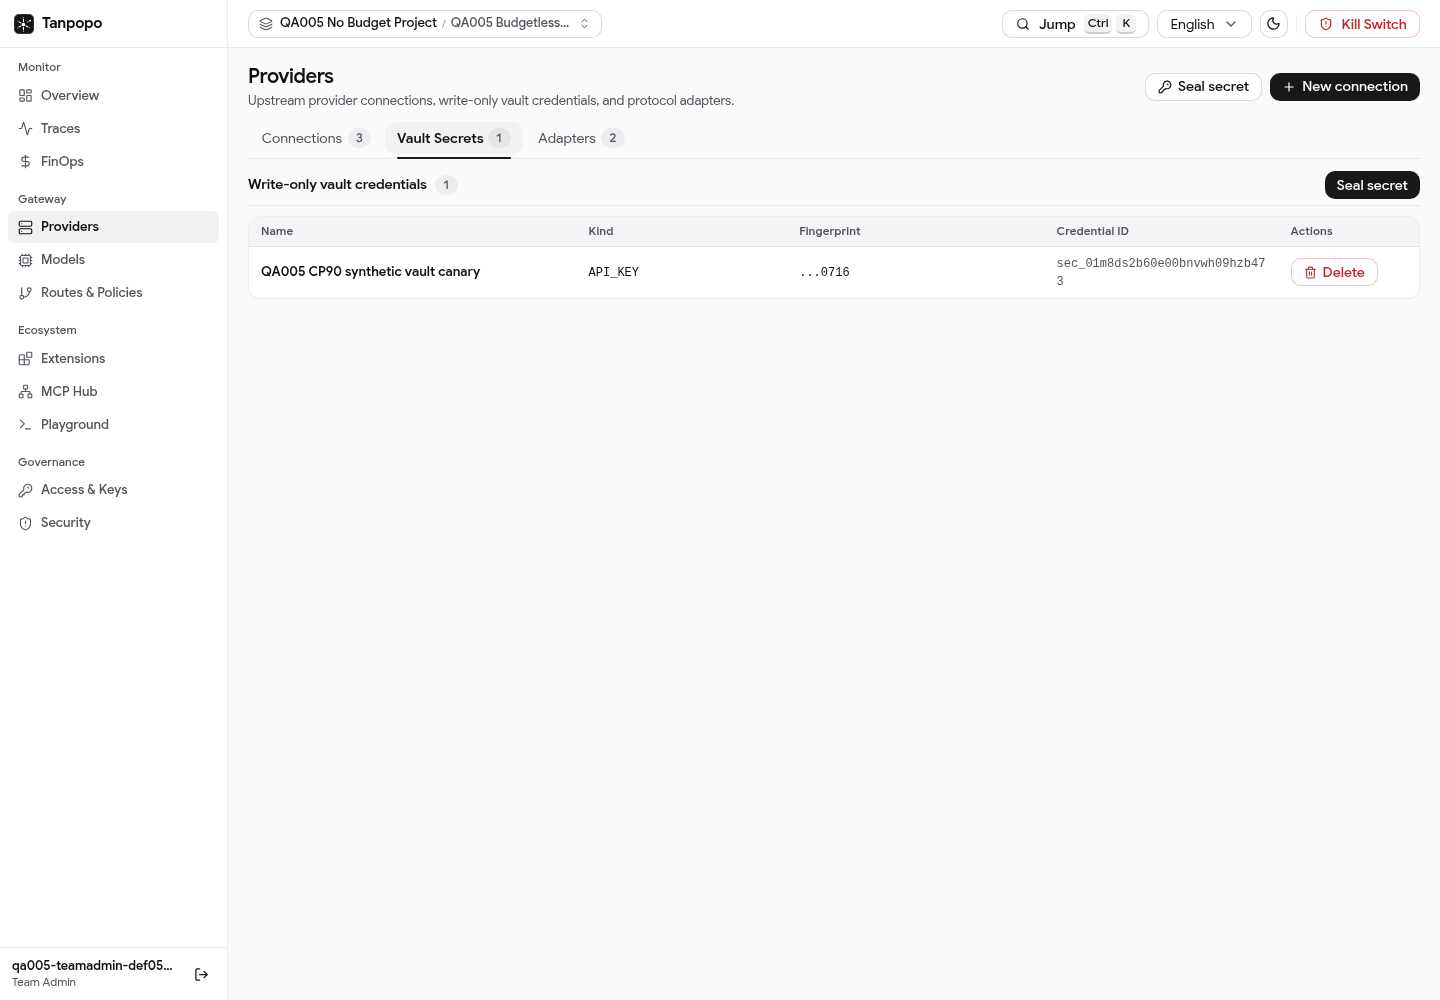 Tanpopo
QA005 No Budget Project / QA005 Budgetless...
Jump Ctrl K
English
Kill Switch
Monitor
Overview
Traces
FinOps
Gateway
Providers
Models
Routes & Policies
Ecosystem
Extensions
MCP Hub
Playground
Governance
Access & Keys
Security
qa005-teamadmin-def05...
Team Admin
Providers
Upstream provider connections, write-only vault credentials, and protocol adapters.
Seal secret
New connection
Connections 3
Vault Secrets 1
Adapters 2
Write-only vault credentials 1
Seal secret
Name Kind Fingerprint Credential ID Actions
QA005 CP90 synthetic vault canary API_KEY ...0716 sec_01m8ds2b60e00bnvwh09hzb47
3
Delete